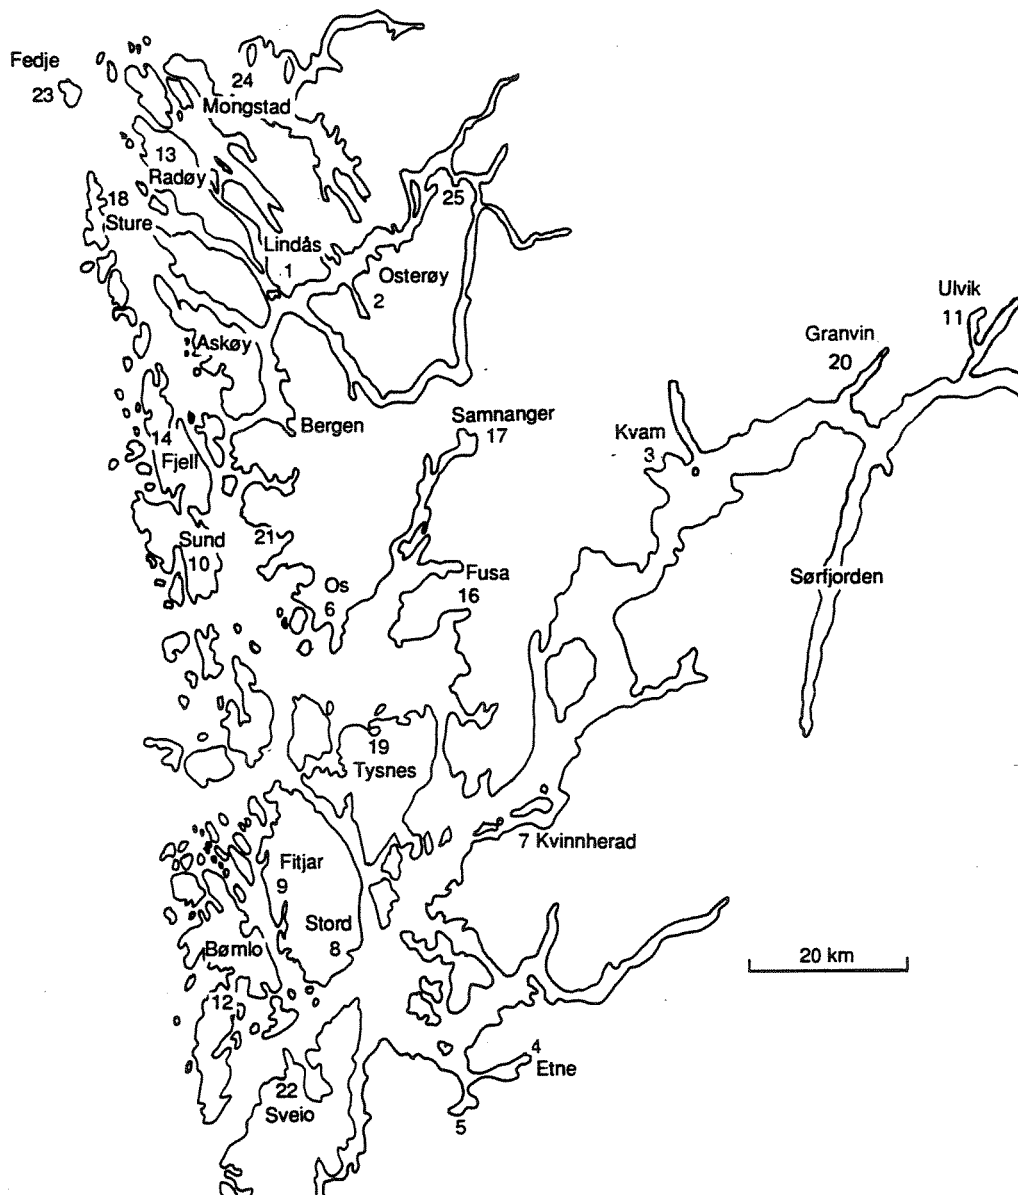 Fedje
23
24
Mongstad
13
Radøy
18
Sture
25
Lindås
1
Osterøy
2
Ulvik
11
Granvin
20
Askøy
Samnanger
17
Bergen
Kvam
3
14
Fjell
Sund
10
21
Os
6
Fusa
16
Sørfjorden
19
Tysnes
7 Kvinnherad
Fitjar
9
Stord
8
Bømlo
20 km
12
4
Etne
22
Sveio
5